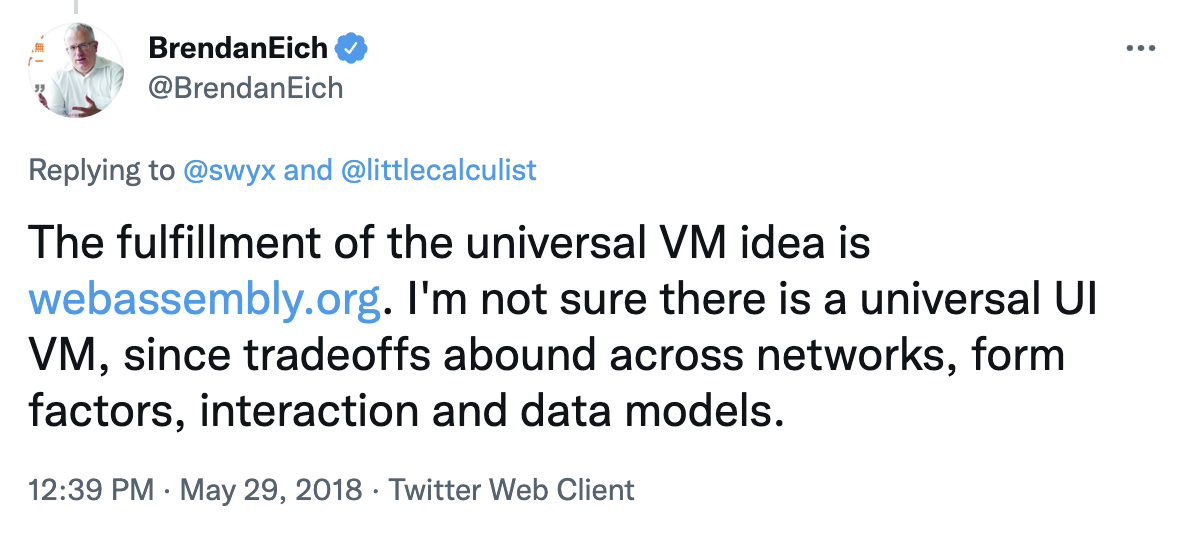 BrendanEich
@BrendanEich
Replying to @swyx and @littlecalculist
The fulfillment of the universal VM idea is
webassembly.org. I'm not sure there is a universal UI
VM, since tradeoffs abound across networks, form
factors, interaction and data models.
12:39 PM · May 29, 2018 · Twitter Web Client